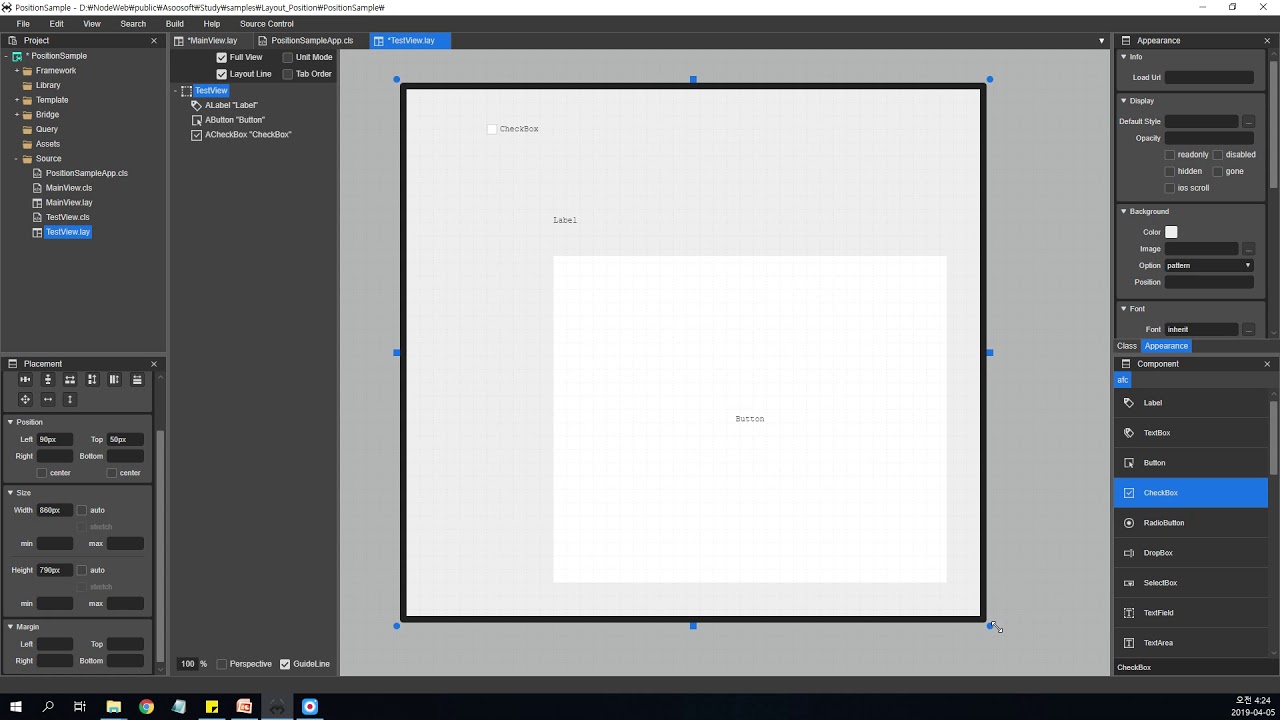 PositionSample - D:₩NodeWeb₩public₩Asoosoft₩Study₩samples₩Layout_Position₩PositionSample₩
File Edit View Search Build Help Source Control
Project
* PositionSample
Framework
Library
Template
Bridge
Query
Assets
Source
PositionSampleApp.cls
MainView.cls
MainView.lay
TestView.cls
TestView.lay
Placement
Position
Left 90px Top 50px
Right Bottom
center center
Size
Width 860px auto
stretch
min max
Height 790px auto
stretch
min max
Margin
Left Top
Right Bottom
*MainView.lay PositionSampleApp.cls *TestView.lay
Full View Unit Mode
Layout Line Tab Order
TestView
ALabel "Label"
AButton "Button"
ACheckBox "CheckBox"
100 % Perspective GuideLine
CheckBox
Label
Button
Appearance
Info
Load Url
Display
Default Style ...
Opacity
readonly disabled
hidden gone
ios scroll
Background
Color
Image ...
Option pattern
Position
Font
Font inherit ...
Class Appearance
Component
afc
Label
TextBox
Button
CheckBox
RadioButton
DropBox
SelectBox
TextField
TextArea
CheckBox
오전 4:24
2019-04-05